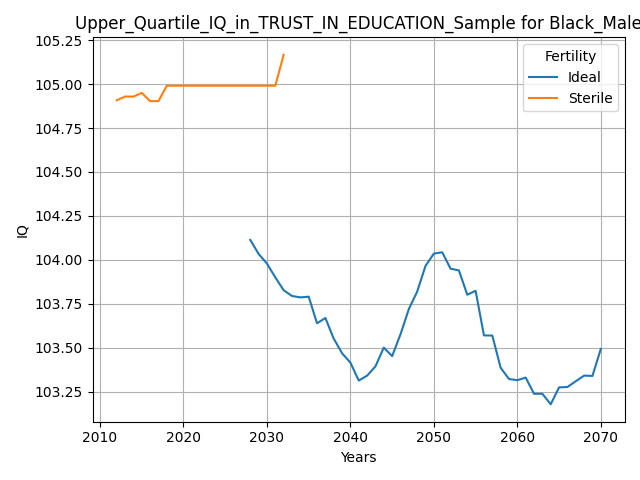 Upper_Quartile_IQ_in_TRUST_IN_EDUCATION_Sample for Black_Male
105.25
105.00
104.75
104.50
104.25
104.00
103.75
103.50
103.25
IQ
2010 2020 2030 2040 2050 2060 2070
Years
Fertility
Ideal
Sterile